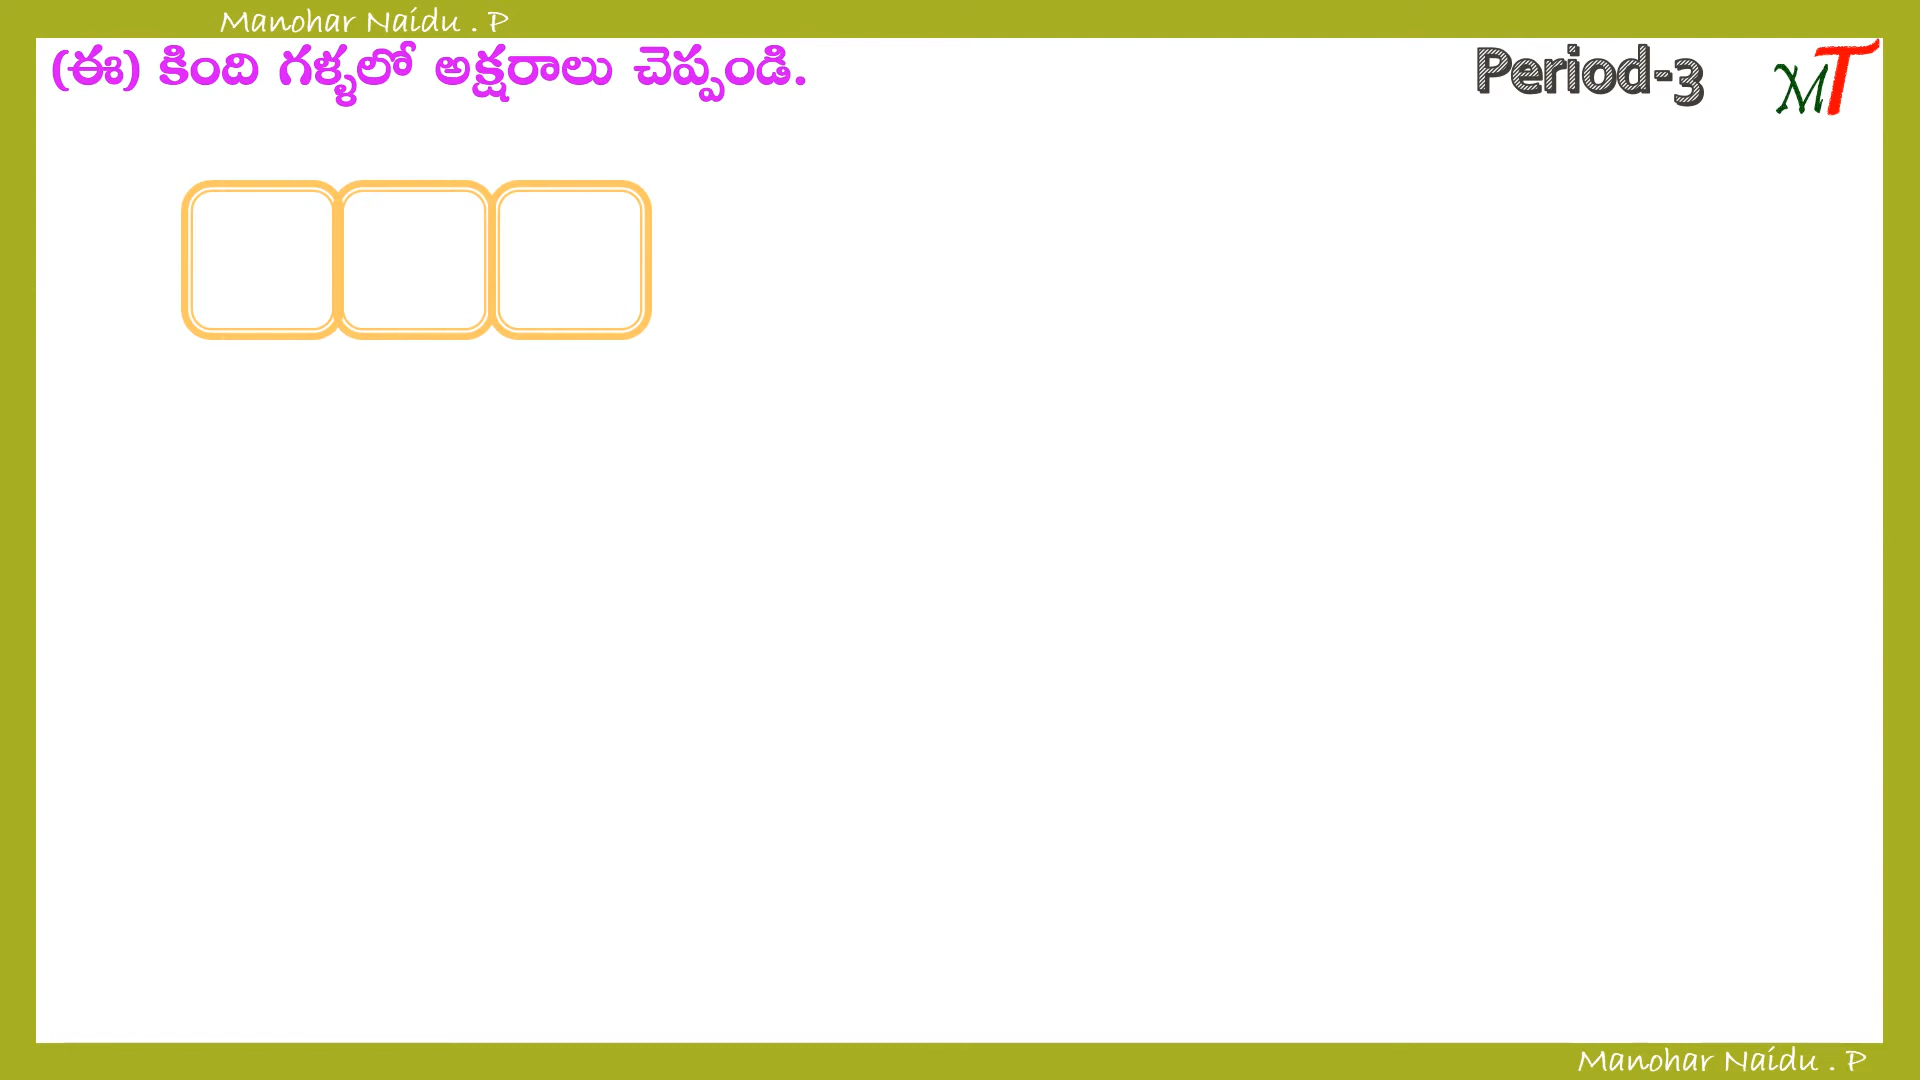 Manohar Naidu . P
(ఈ) కింది గళ్ళలో అక్షరాలు చెప్పండి.
Period-3
MT
Manohar Naidu . P